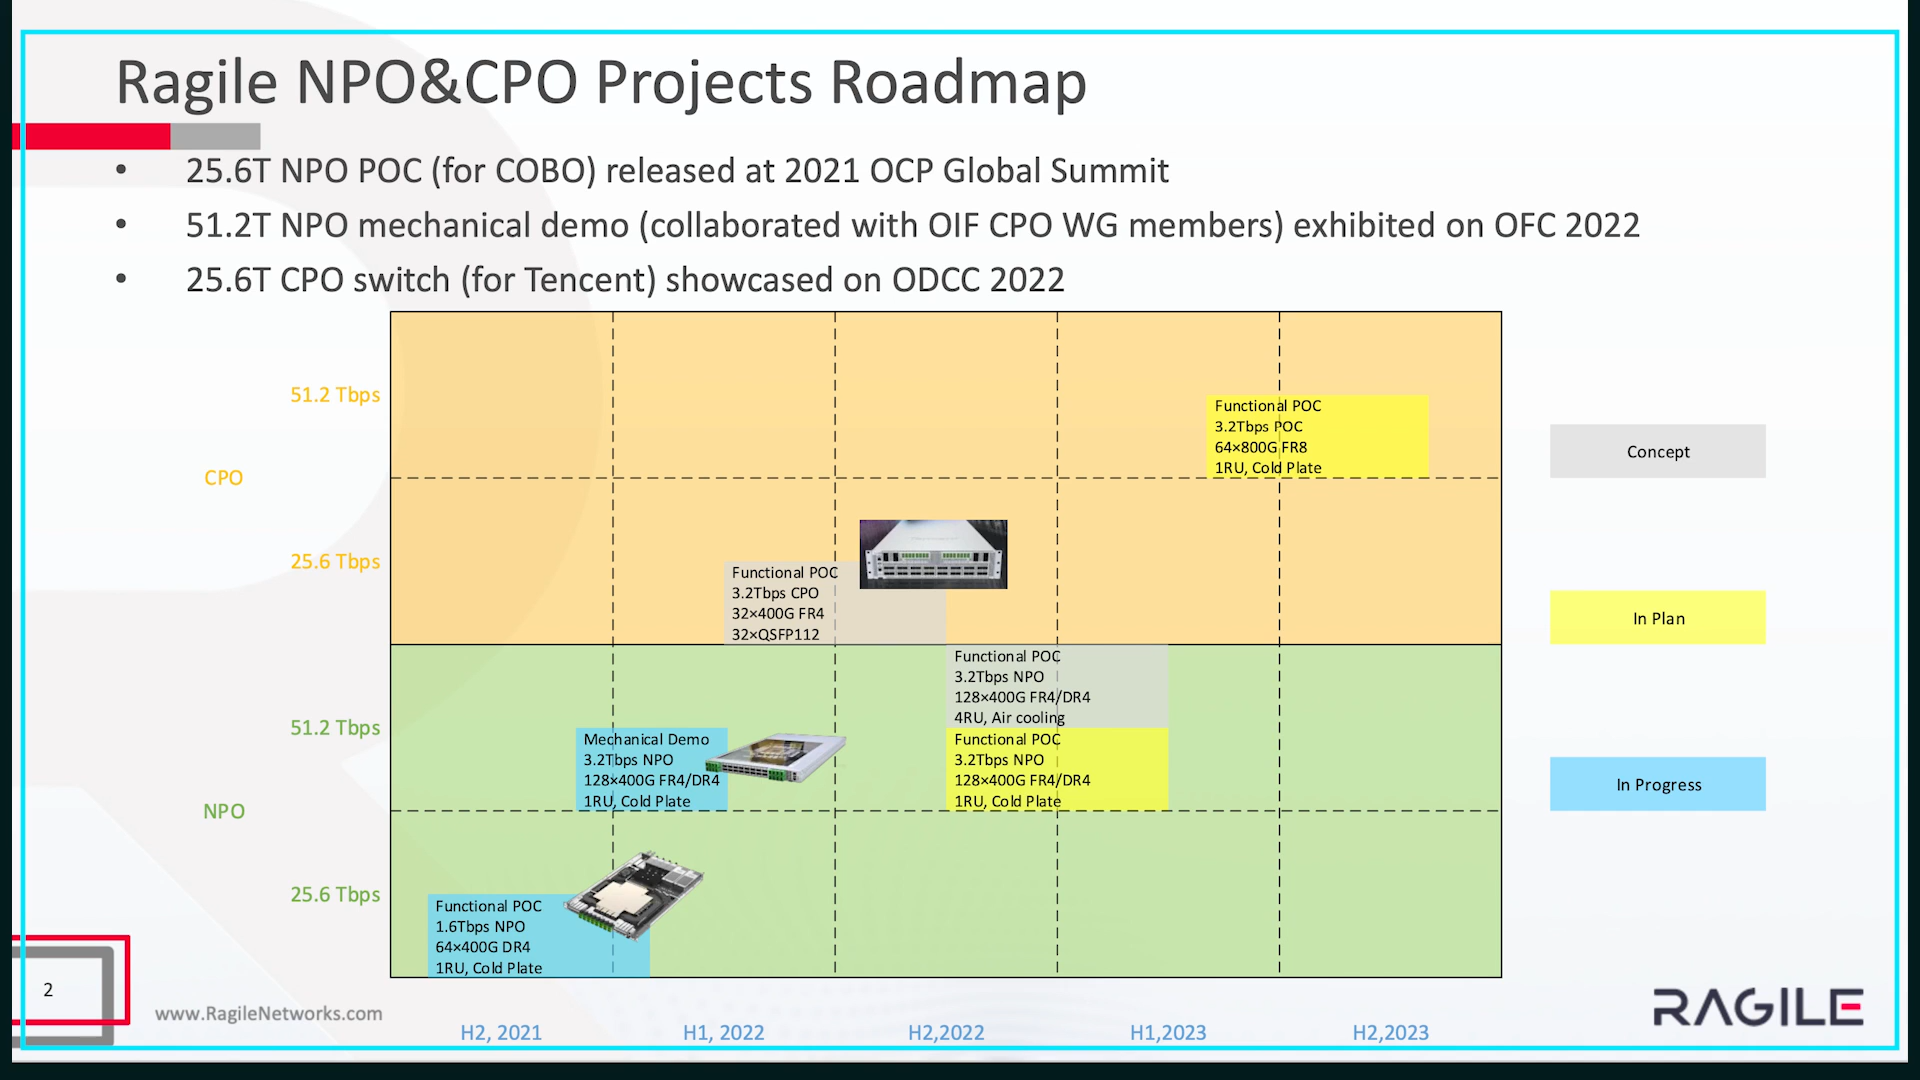 Ragile NPO&CPO Projects Roadmap
• 25.6T NPO POC (for COBO) released at 2021 OCP Global Summit
• 51.2T NPO mechanical demo (collaborated with OIF CPO WG members) exhibited on OFC 2022
• 25.6T CPO switch (for Tencent) showcased on ODCC 2022
51.2 Tbps
Functional POC
3.2Tbps POC
64×800G FR8
1RU, Cold Plate
Concept
CPO
25.6 Tbps
Functional POC
3.2Tbps CPO
32×400G FR4
32×QSFP112
In Plan
Functional POC
3.2Tbps NPO
128×400G FR4/DR4
4RU, Air cooling
51.2 Tbps
Mechanical Demo
3.2Tbps NPO
128×400G FR4/DR4
1RU, Cold Plate
Functional POC
3.2Tbps NPO
128×400G FR4/DR4
1RU, Cold Plate
In Progress
NPO
25.6 Tbps
Functional POC
1.6Tbps NPO
64×400G DR4
1RU, Cold Plate
2
www.RagileNetworks.com
H2, 2021
H1, 2022
H2,2022
H1,2023
H2,2023
RAGILE